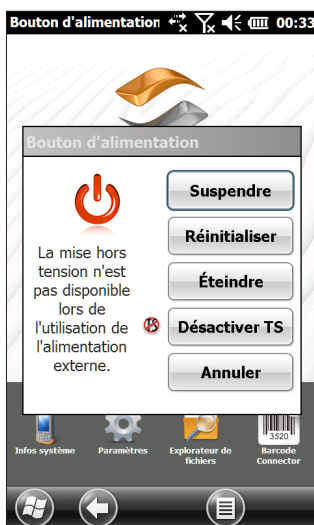 Bouton d'alimentation 00:33
Bouton d'alimentation
Suspendre
Réinitialiser
Éteindre
Désactiver TS
Annuler
La mise hors
tension n'est
pas disponible
lors de
l'utilisation de
l'alimentation
externe.
TS
3520
Infos système
Paramètres
Explorateur de
fichiers
Barcode
Connector